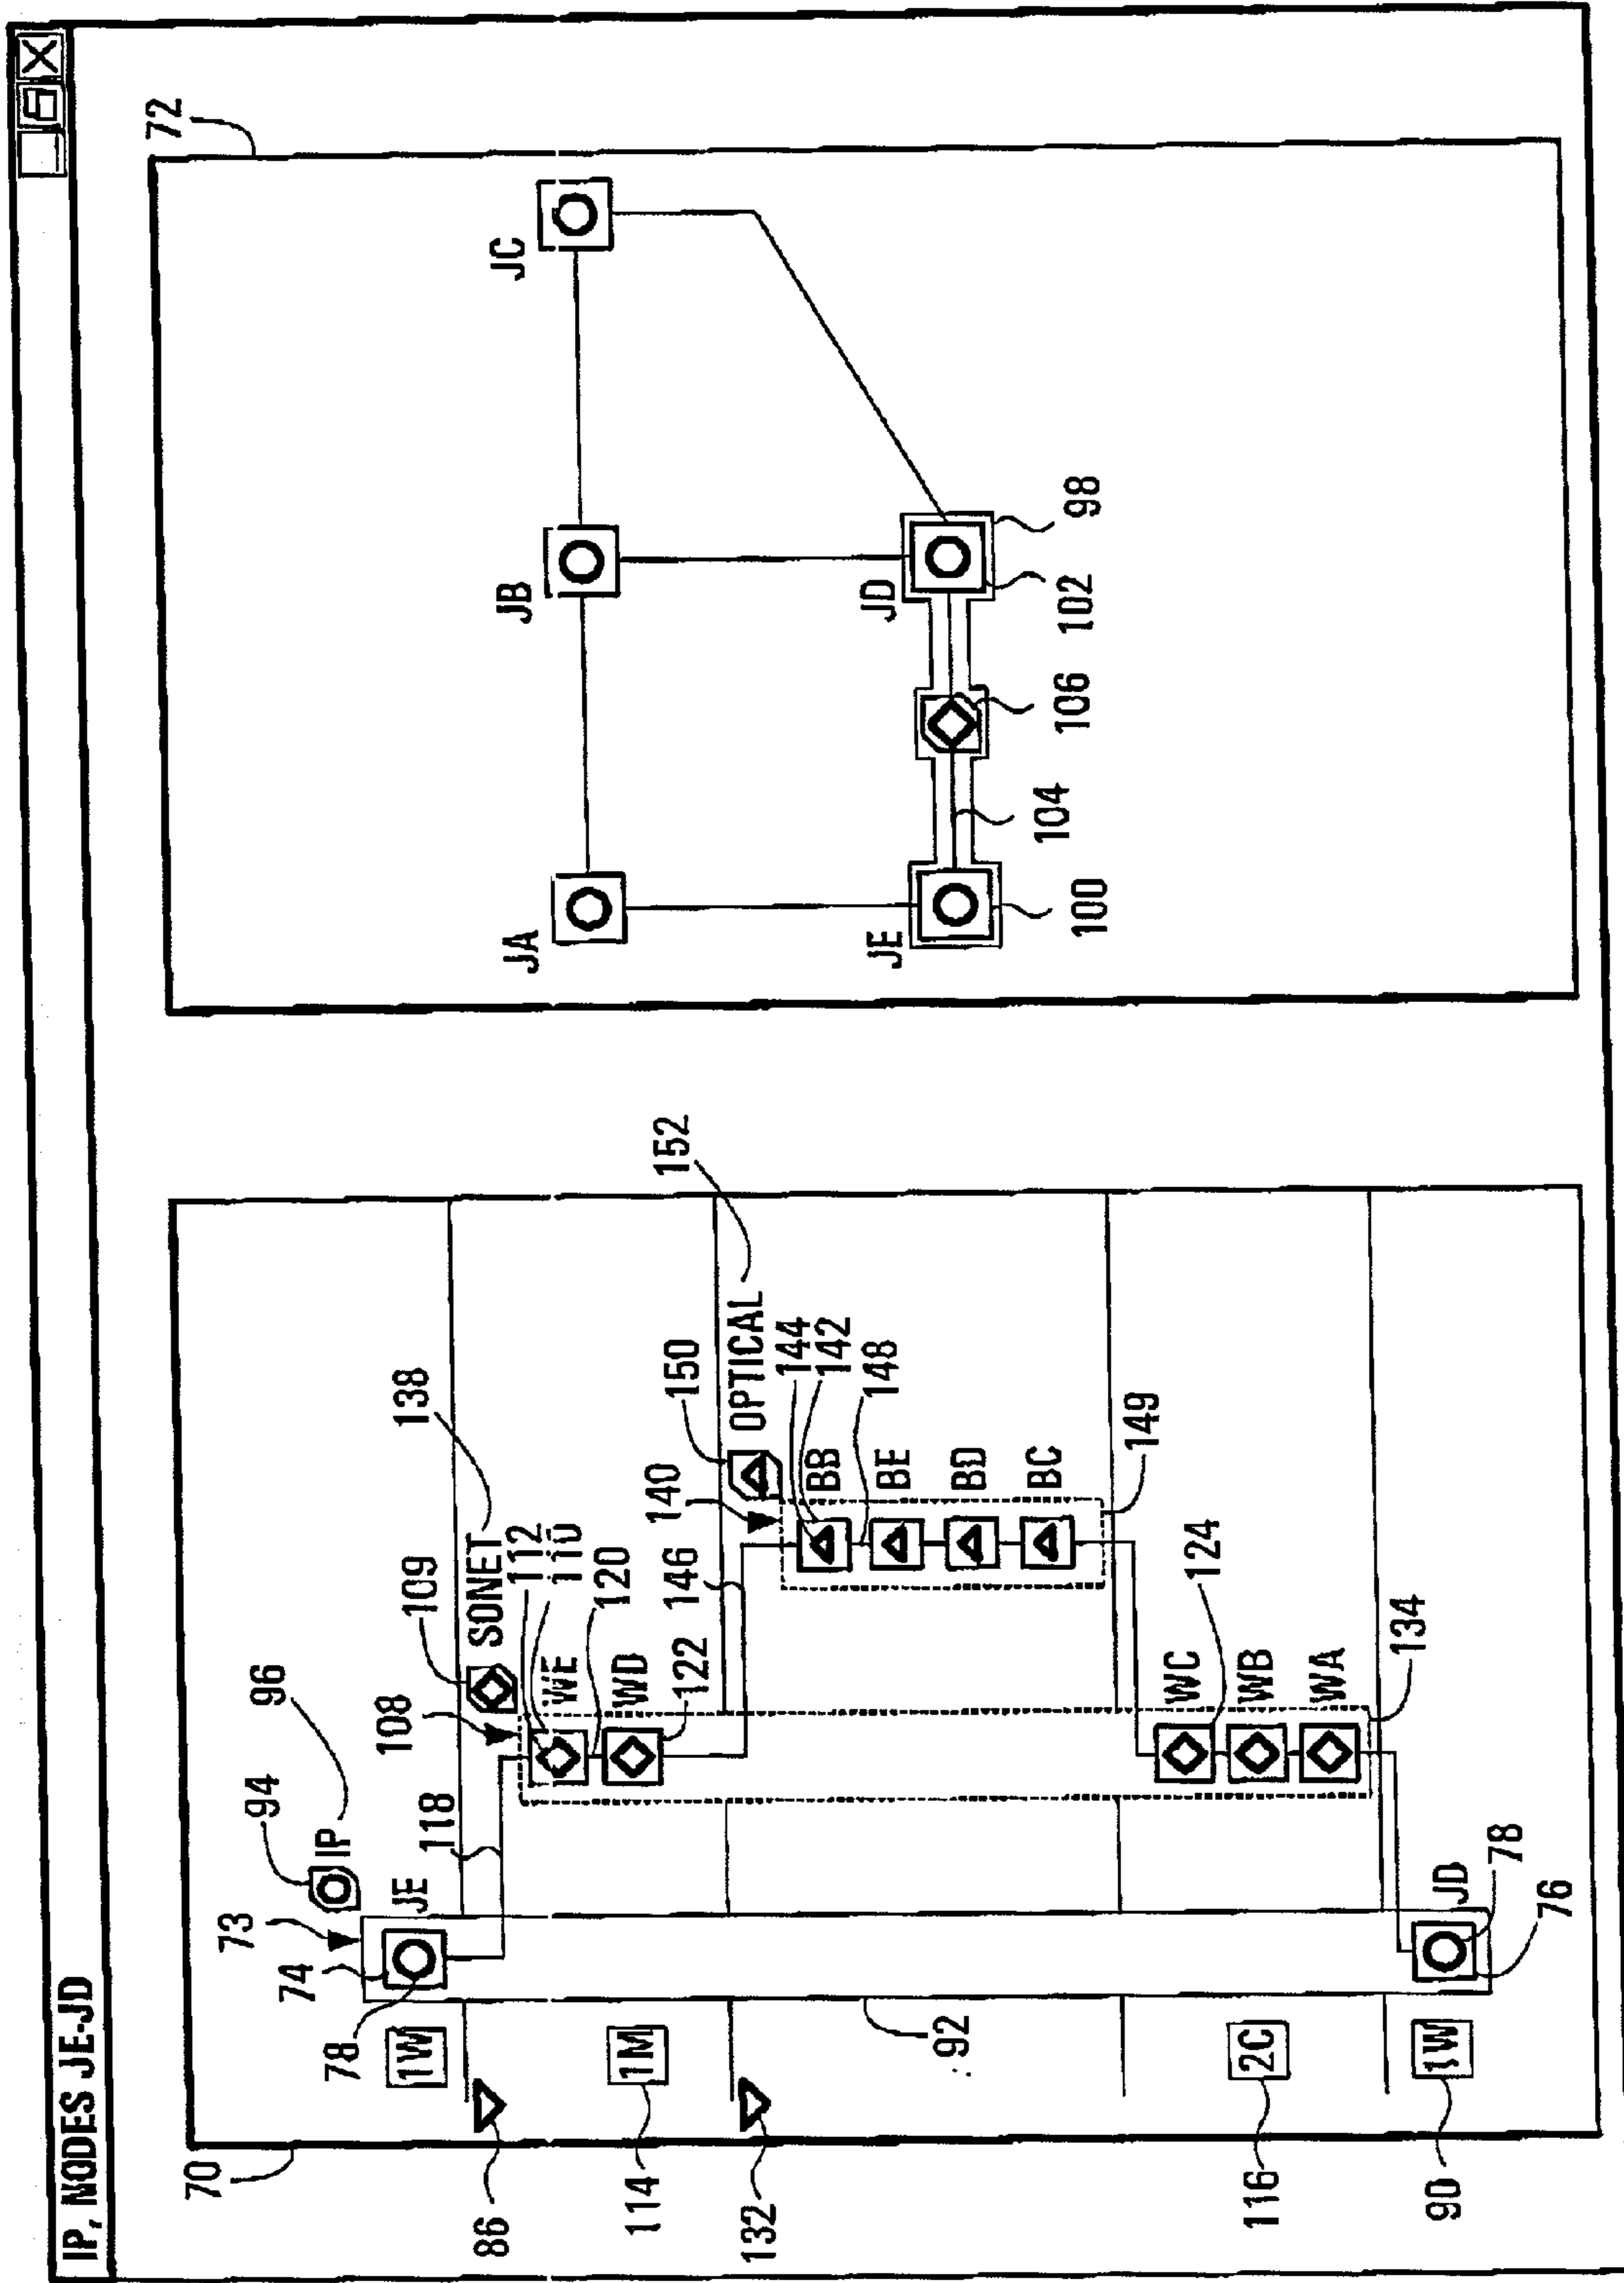 IP, NODES JE-JD
70
72
73
94
96
IP
74
78
JE
1W
86
118
108
109
SONET
138
112
110
120
WE
WD
122
1M
114
132
146
140
150
OPTICAL
152
144
142
148
BB
BE
BD
BC
149
92
WC
124
WB
WA
134
2C
116
1W
90
JD
78
76
JA
JB
JC
JE
JD
98
102
106
104
100